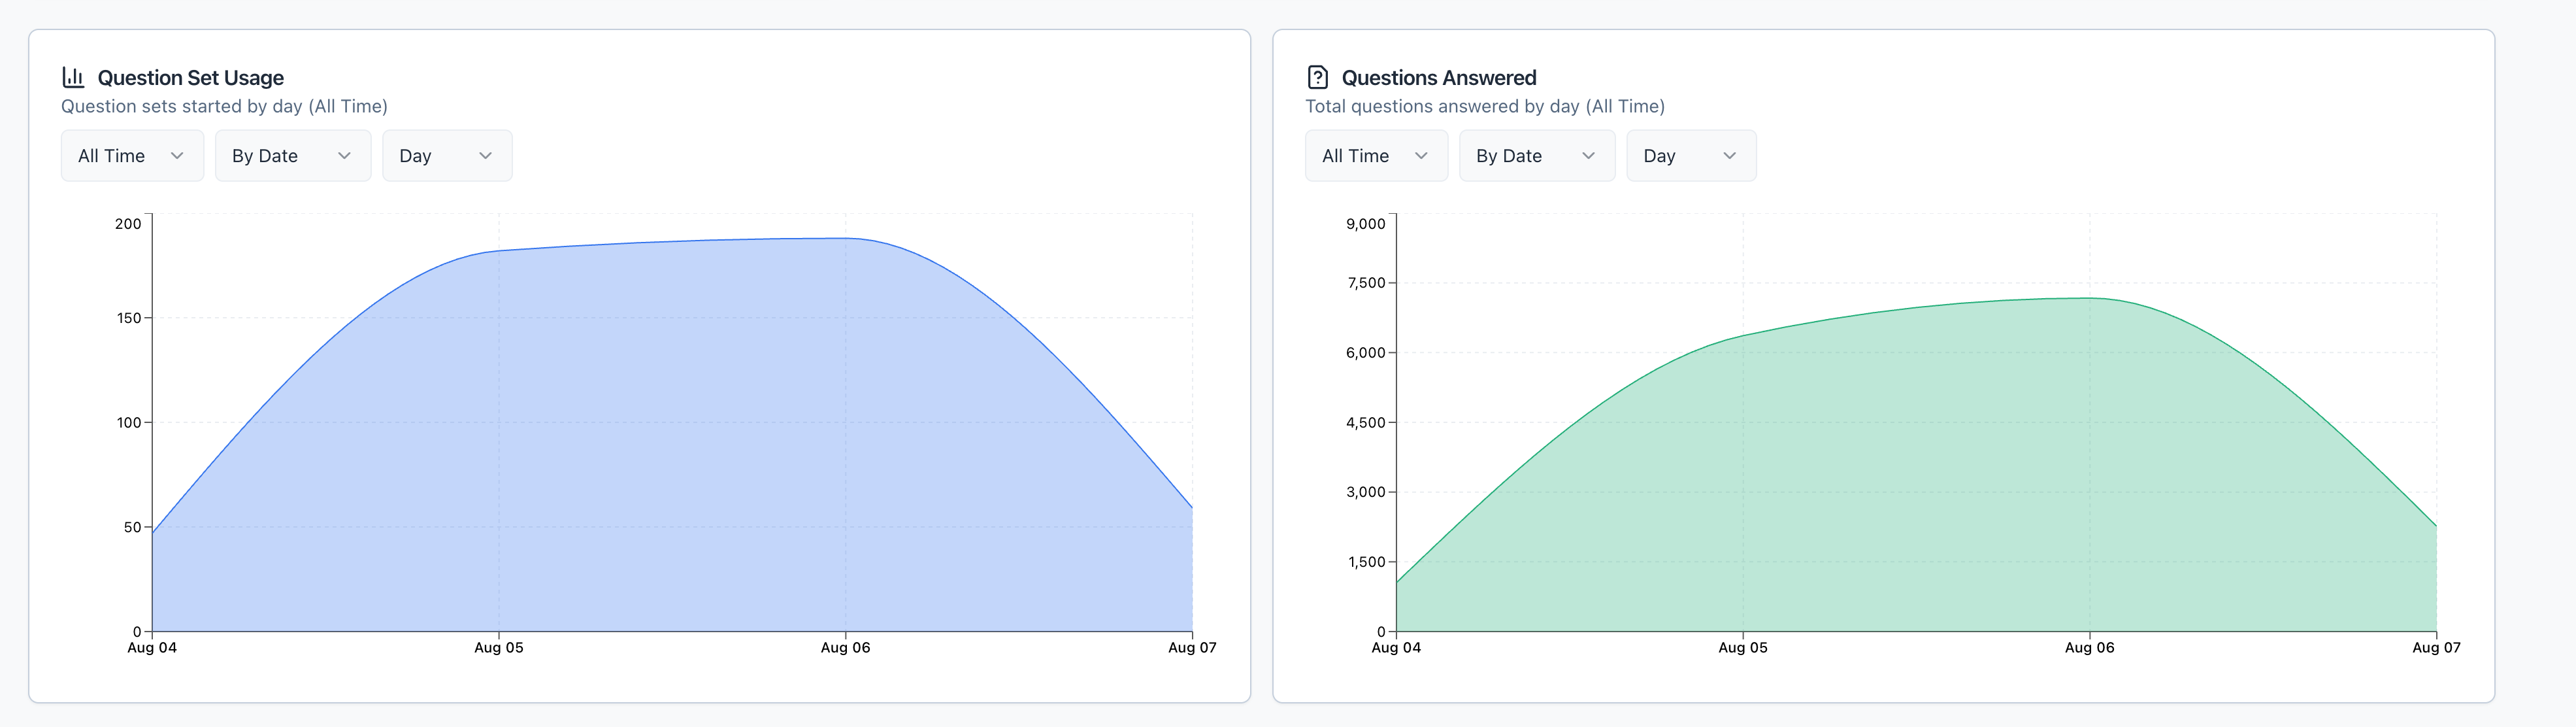 Question Set Usage
Question sets started by day (All Time)
All Time
By Date
Day
200
150
100
50
0
Aug 04
Aug 05
Aug 06
Aug 07
Questions Answered
Total questions answered by day (All Time)
All Time
By Date
Day
9,000
7,500
6,000
4,500
3,000
1,500
0
Aug 04
Aug 05
Aug 06
Aug 07